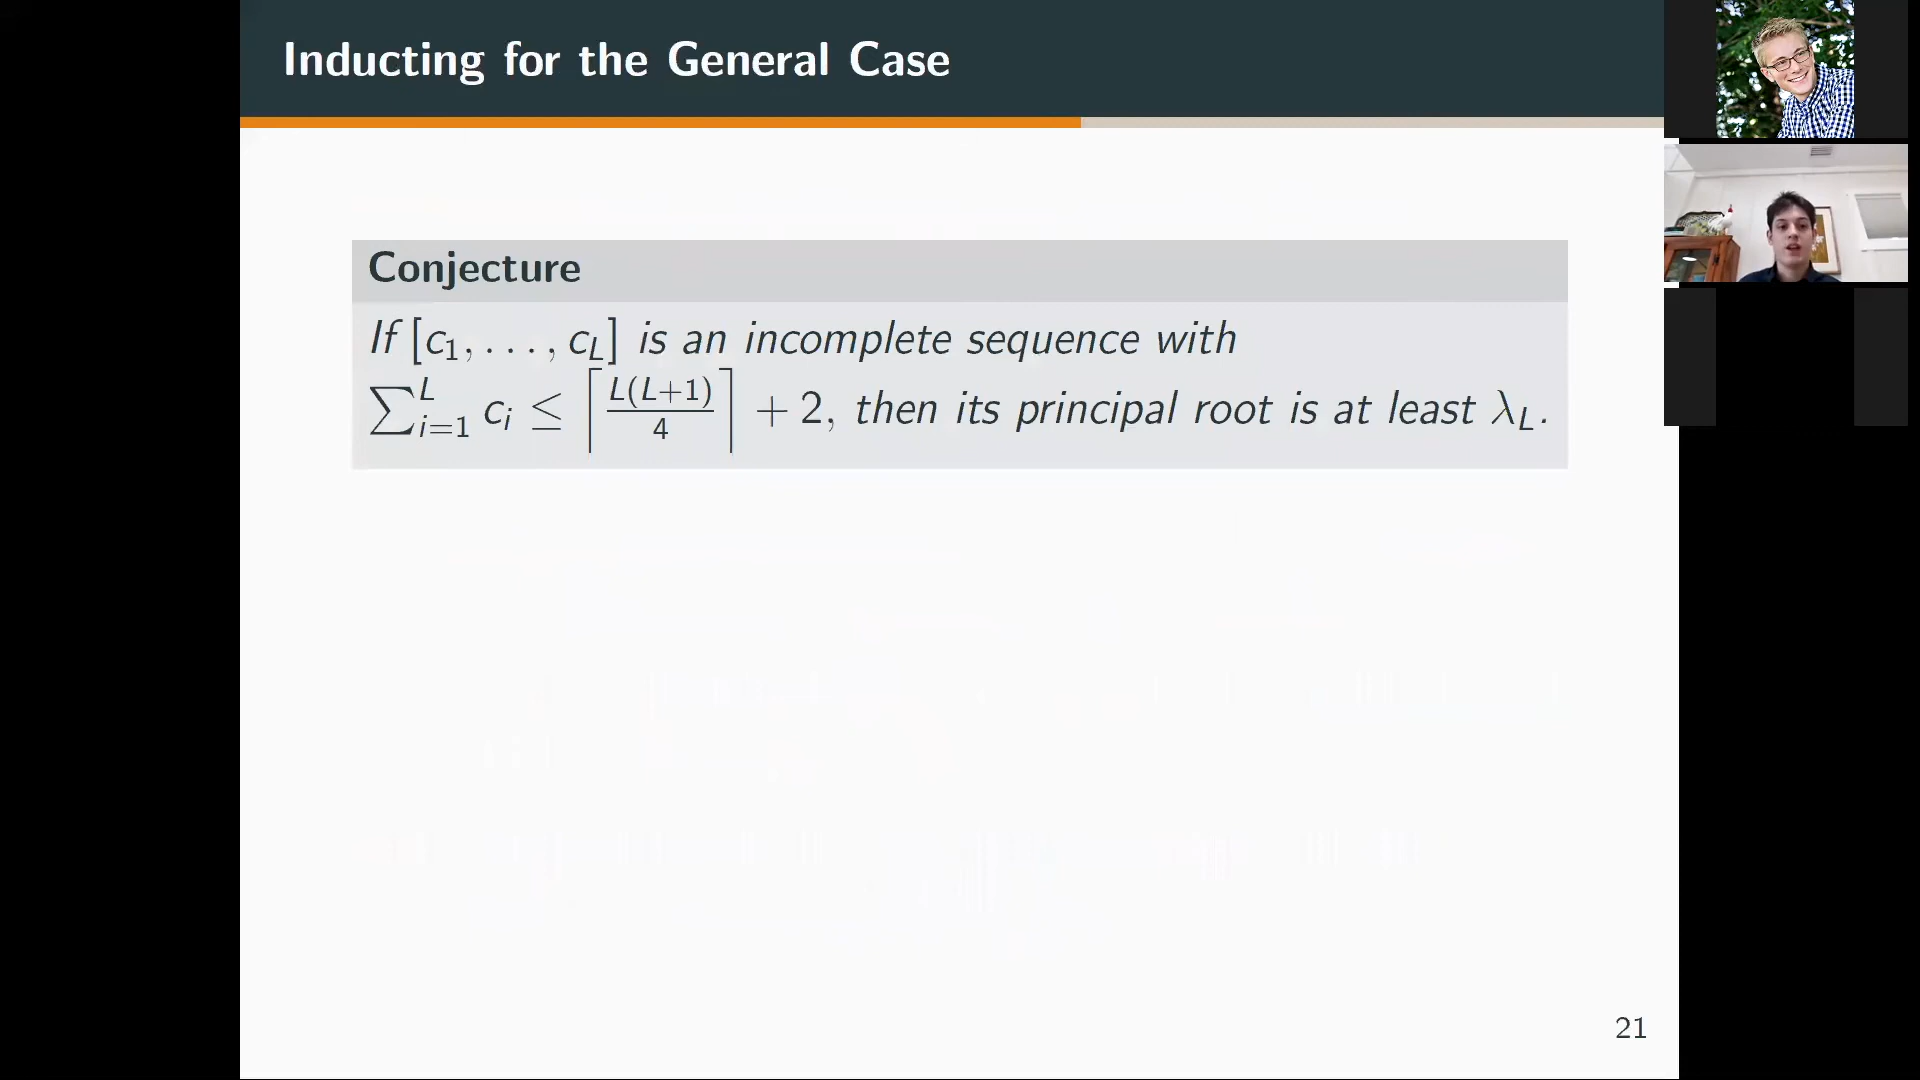 Inducting for the General Case
Conjecture
If [c₁, . . . , c_L] is an incomplete sequence with
∑_{i=1}^{L} c_i ≤ ⌈L(L+1)/4⌉ + 2, then its principal root is at least λ_L.
21